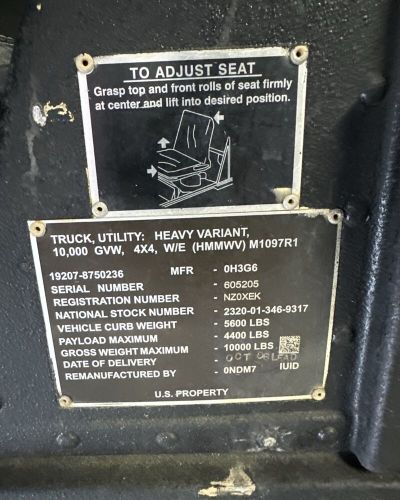 TO ADJUST SEAT
Grasp top and front rolls of seat firmly
at center and lift into desired position.
TRUCK, UTILITY: HEAVY VARIANT,
10,000 GVW, 4X4, W/E (HMMWV) M1097R1
19207-8750236 MFR - 0H3G6
SERIAL NUMBER - 605205
REGISTRATION NUMBER - NZ0XEK
NATIONAL STOCK NUMBER - 2320-01-346-9317
VEHICLE CURB WEIGHT - 5600 LBS
PAYLOAD MAXIMUM - 4400 LBS
GROSS WEIGHT MAXIMUM - 10000 LBS
DATE OF DELIVERY - OCT 08 LEAD
REMANUFACTURED BY - 0NDM7 IUID
U.S. PROPERTY